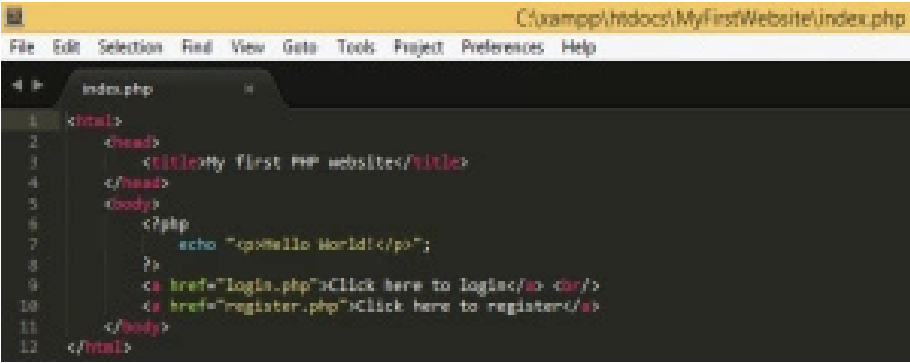 C:\xampp\htdocs\MyFirstWebsite\index.php
File Edit Selection Find View Goto Tools Project Preferences Help
index.php ×
1 <html>
2 <head>
3 <title>My first PHP website</title>
4 </head>
5 <body>
6 <?php
7 echo "<p>Hello World!</p>";
8 ?>
9 <a href="login.php">Click here to login</a> <br/>
10 <a href="register.php">Click here to register</a>
11 </body>
12 </html>